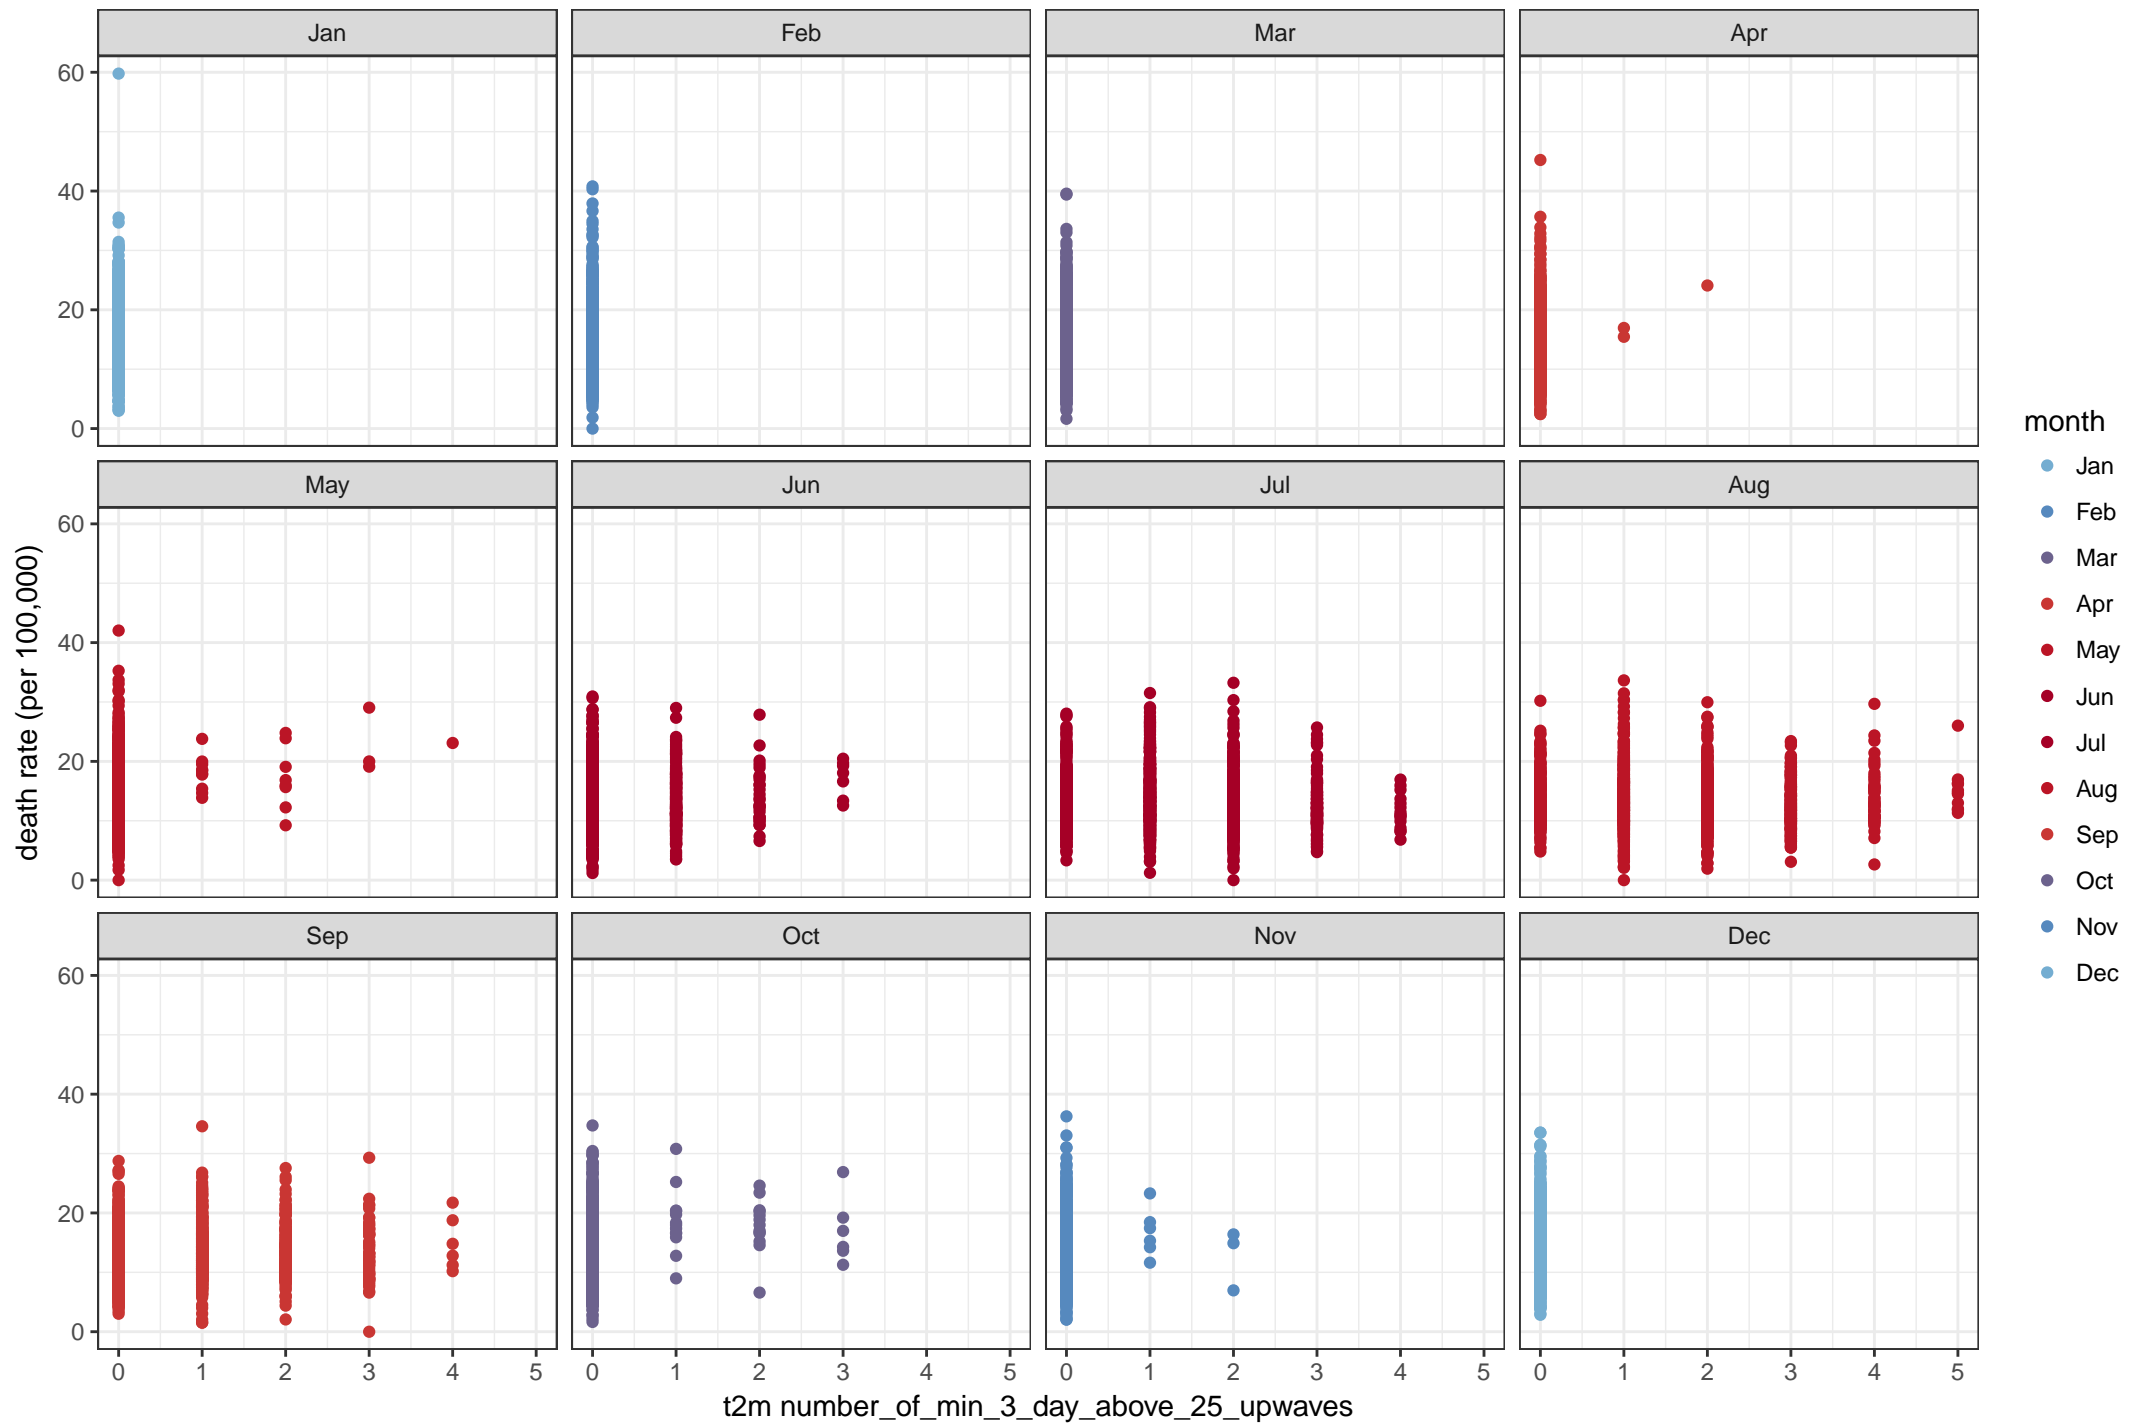 Jan Feb Mar Apr
60
40
20
0
May Jun Jul Aug
60
40
20
0
Sep Oct Nov Dec
60
40
20
0
0 1 2 3 4 5 0 1 2 3 4 5 0 1 2 3 4 5 0 1 2 3 4 5
t2m number_of_min_3_day_above_25_upwaves
death rate (per 100,000)
month
Jan
Feb
Mar
Apr
May
Jun
Jul
Aug
Sep
Oct
Nov
Dec